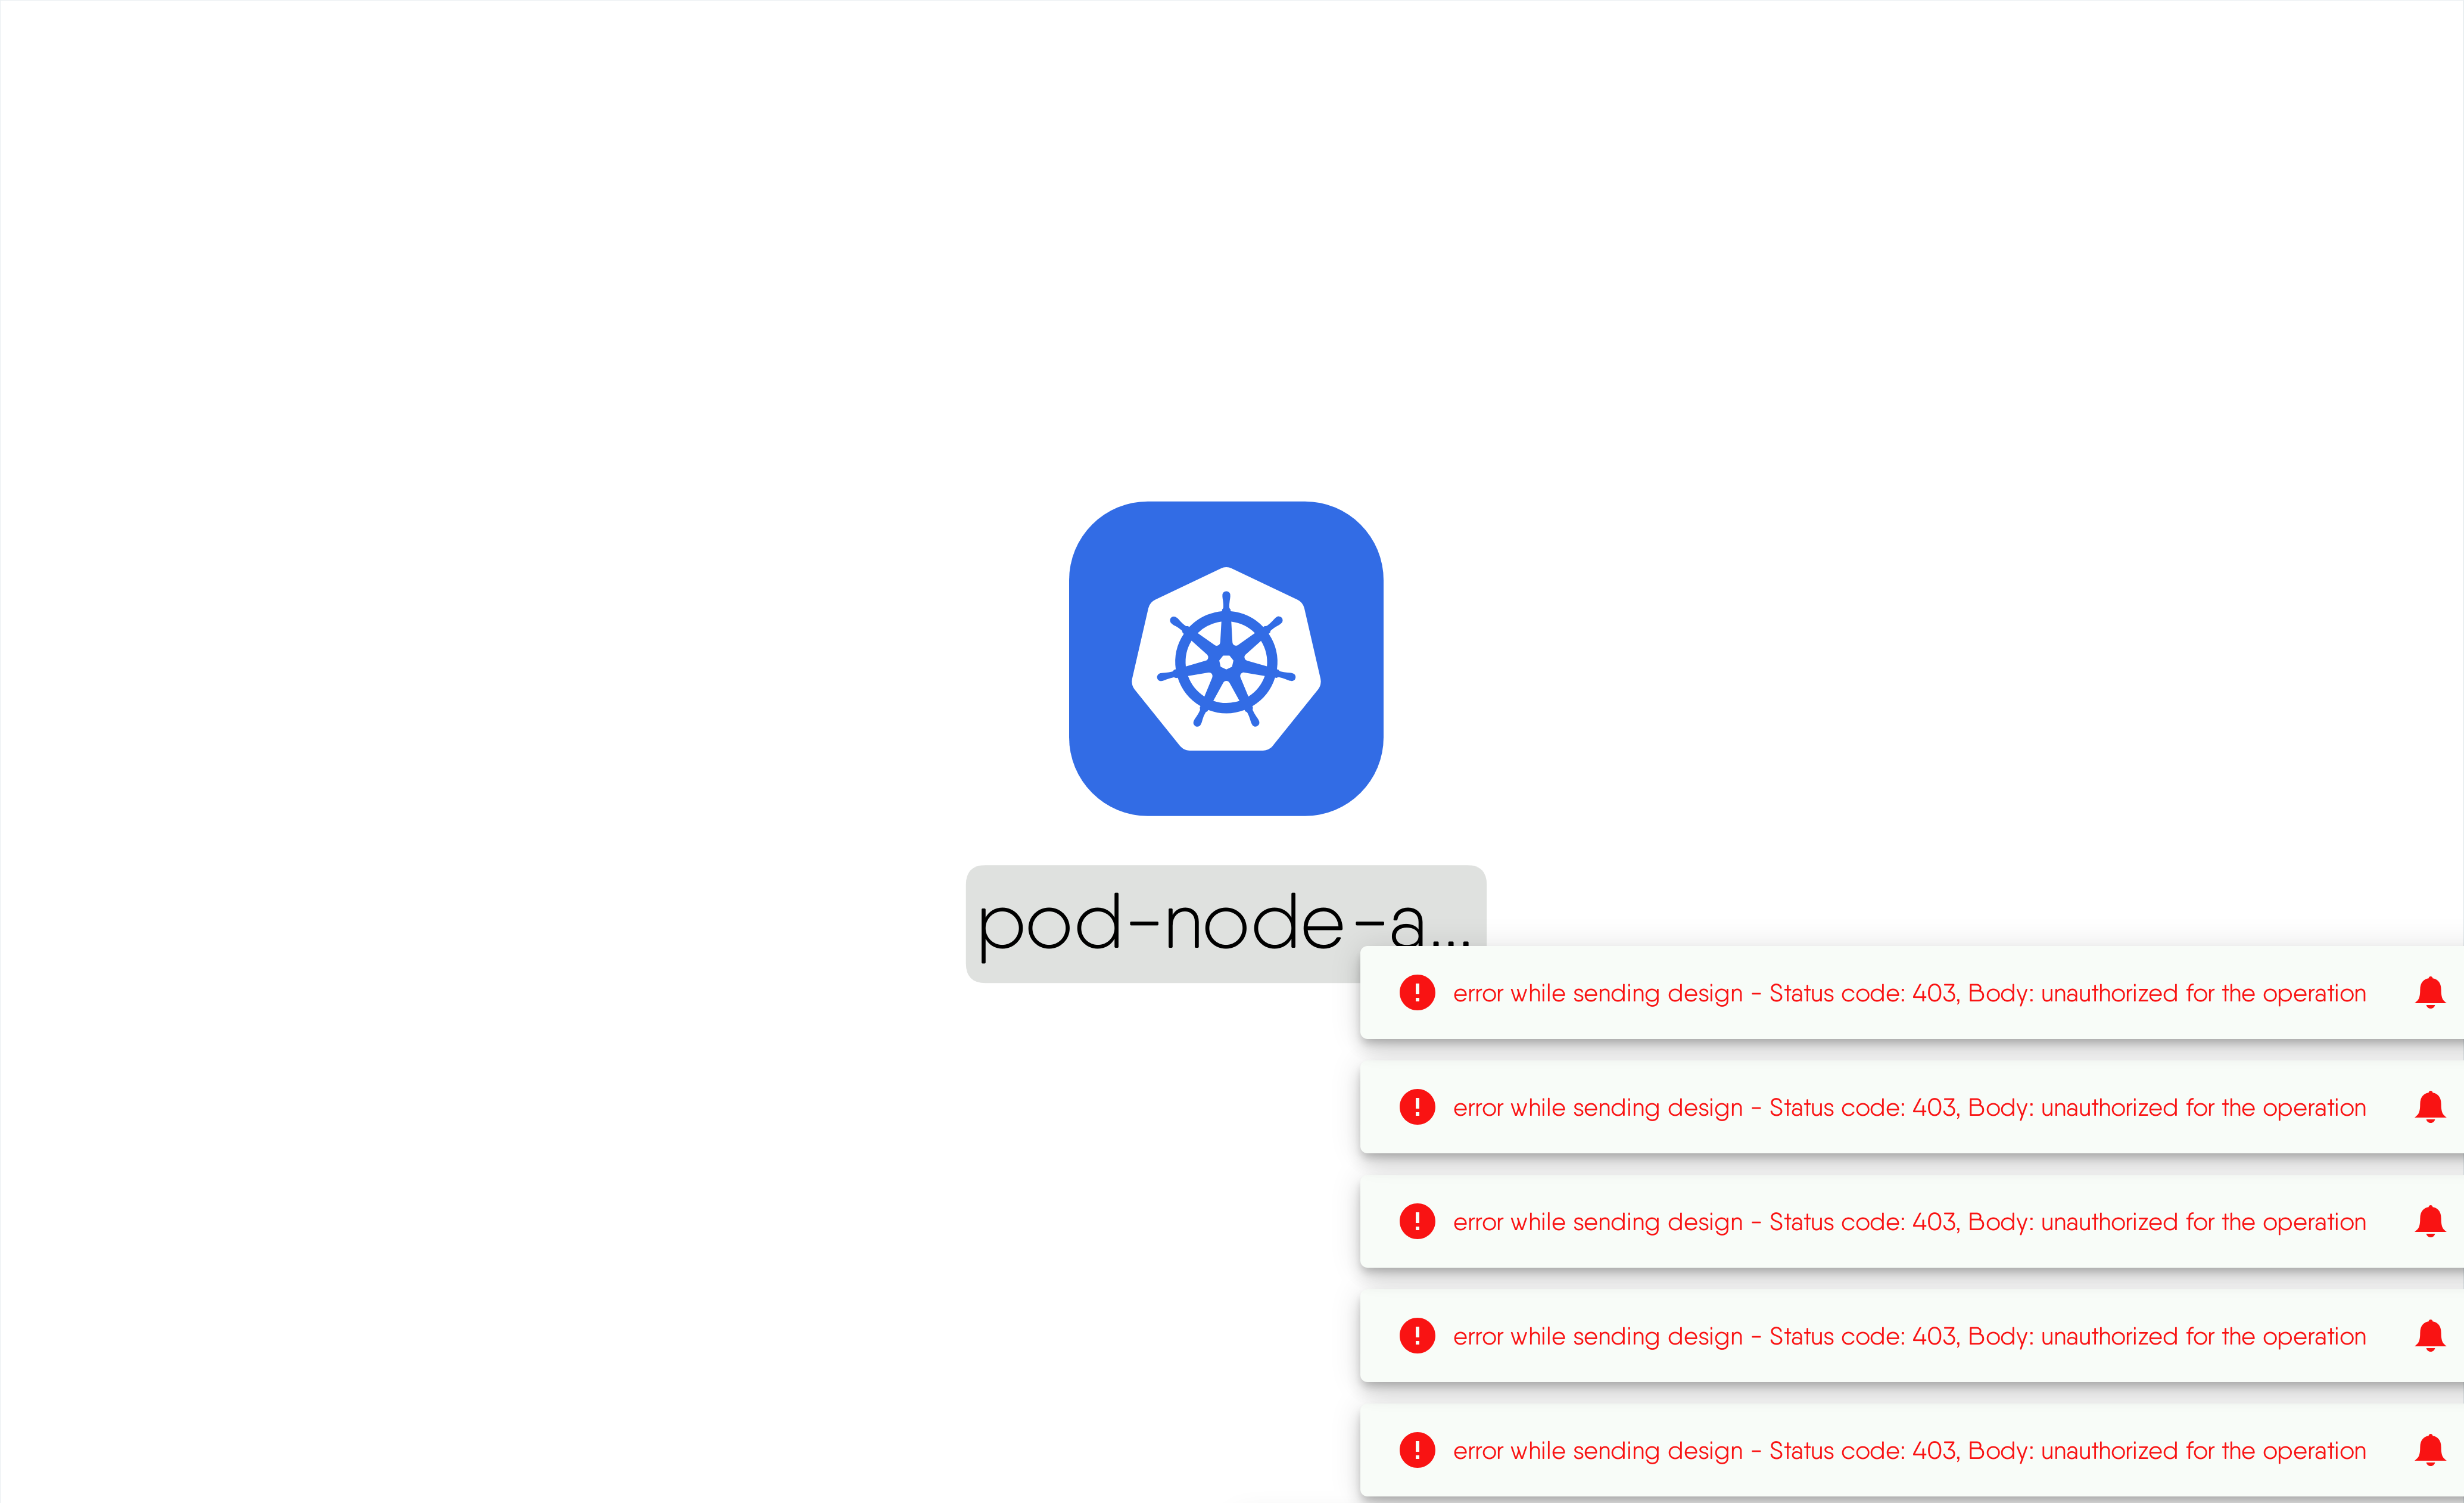 pod-node-a...
error while sending design - Status code: 403, Body: unauthorized for the operation
error while sending design - Status code: 403, Body: unauthorized for the operation
error while sending design - Status code: 403, Body: unauthorized for the operation
error while sending design - Status code: 403, Body: unauthorized for the operation
error while sending design - Status code: 403, Body: unauthorized for the operation